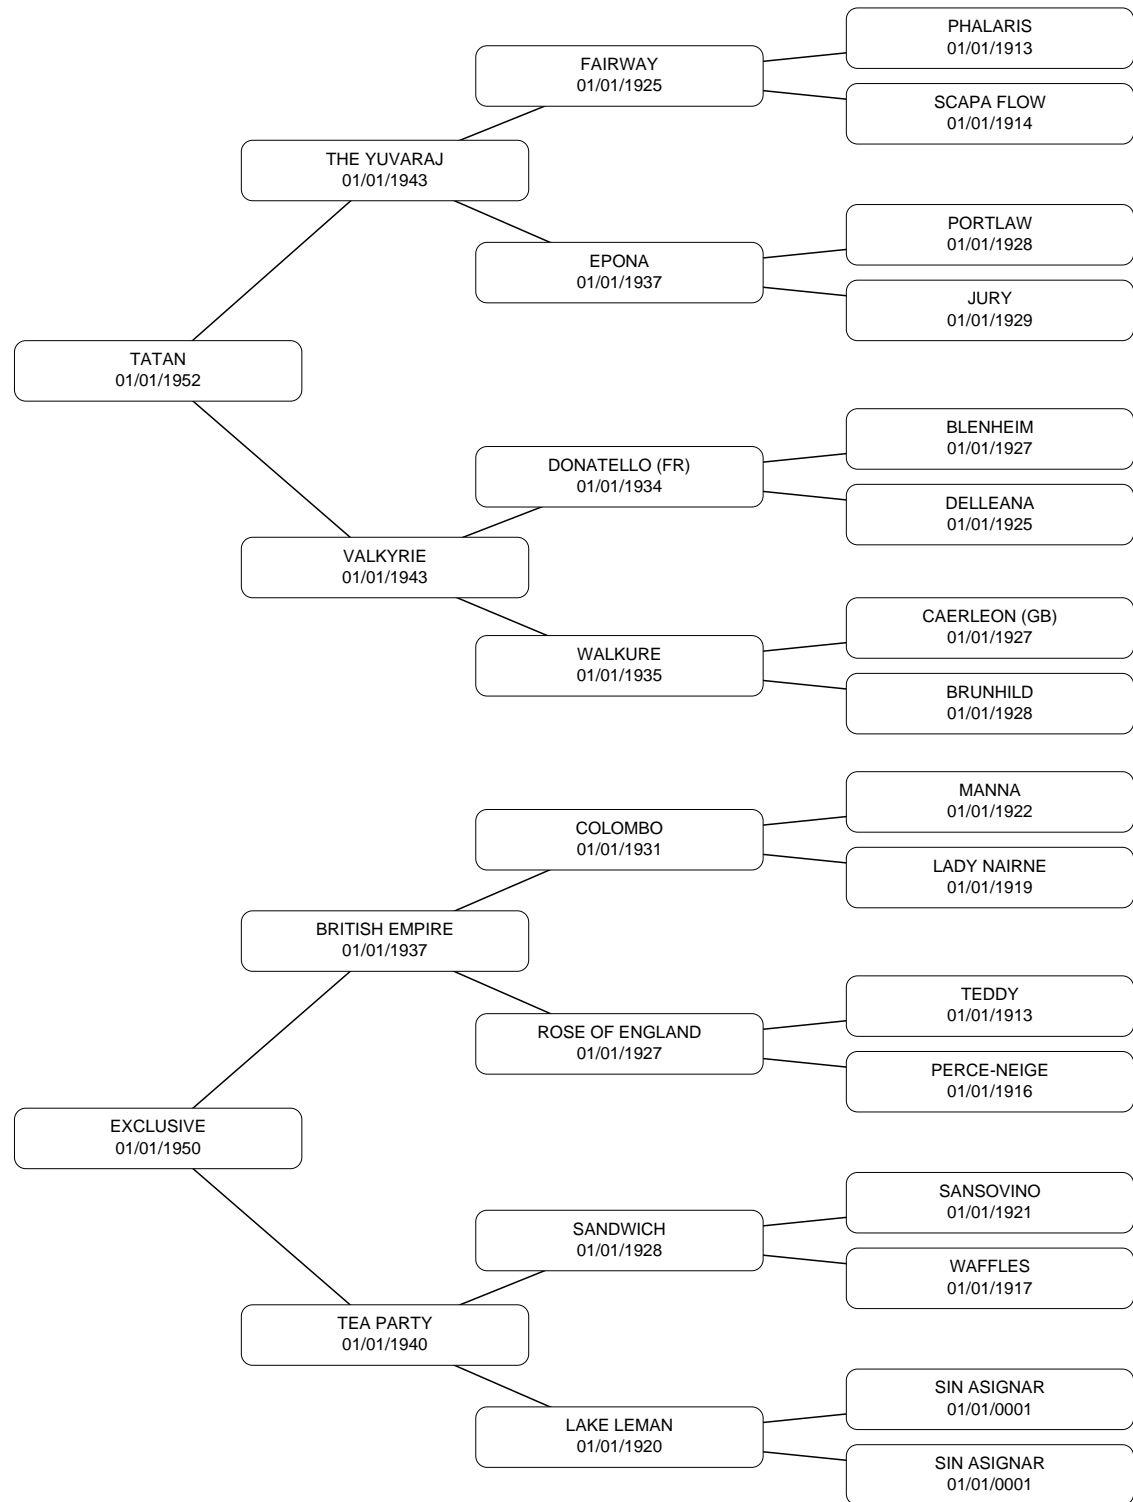 PHALARIS
01/01/1913
FAIRWAY
01/01/1925
SCAPA FLOW
01/01/1914
THE YUVARAJ
01/01/1943
PORTLAW
01/01/1928
EPONA
01/01/1937
JURY
01/01/1929
TATAN
01/01/1952
BLENHEIM
01/01/1927
DONATELLO (FR)
01/01/1934
DELLEANA
01/01/1925
VALKYRIE
01/01/1943
CAERLEON (GB)
01/01/1927
WALKURE
01/01/1935
BRUNHILD
01/01/1928
MANNA
01/01/1922
COLOMBO
01/01/1931
LADY NAIRNE
01/01/1919
BRITISH EMPIRE
01/01/1937
TEDDY
01/01/1913
ROSE OF ENGLAND
01/01/1927
PERCE-NEIGE
01/01/1916
EXCLUSIVE
01/01/1950
SANSOVINO
01/01/1921
SANDWICH
01/01/1928
WAFFLES
01/01/1917
TEA PARTY
01/01/1940
SIN ASIGNAR
01/01/0001
LAKE LEMAN
01/01/1920
SIN ASIGNAR
01/01/0001